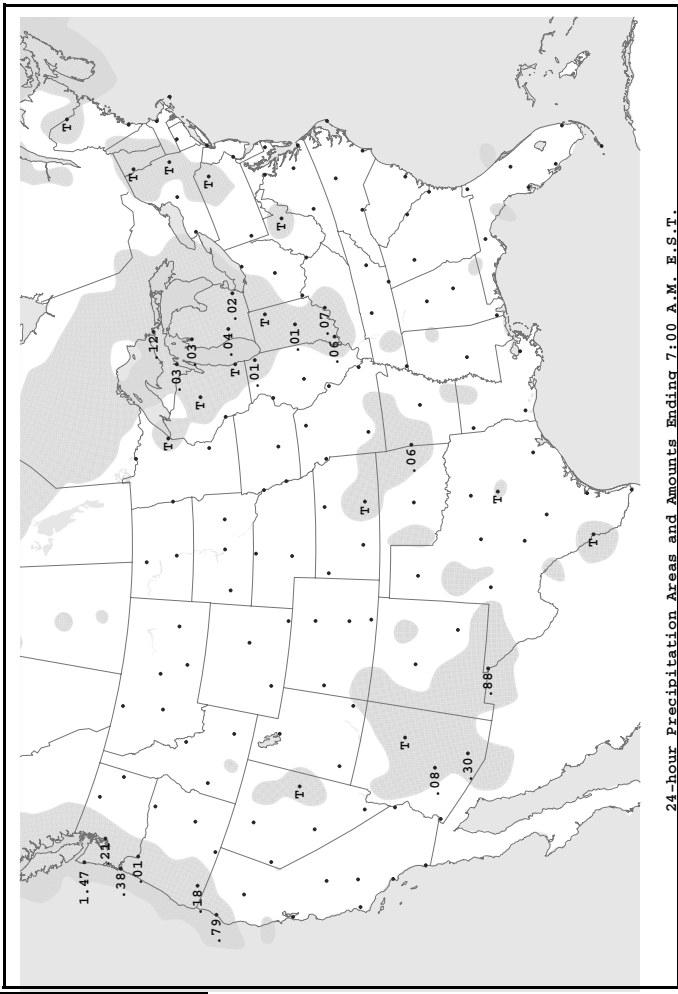 T
1.47
.21
.38
T
.01
.12
T
T
.03
.03
.18
T
T
.79
.04
.02
T
.01
T
T
.01
T
.07
.06
T
T
.06
.08
.30
.88
T
T
24-hour Precipitation Areas and Amounts Ending 7:00 A.M. E.S.T.